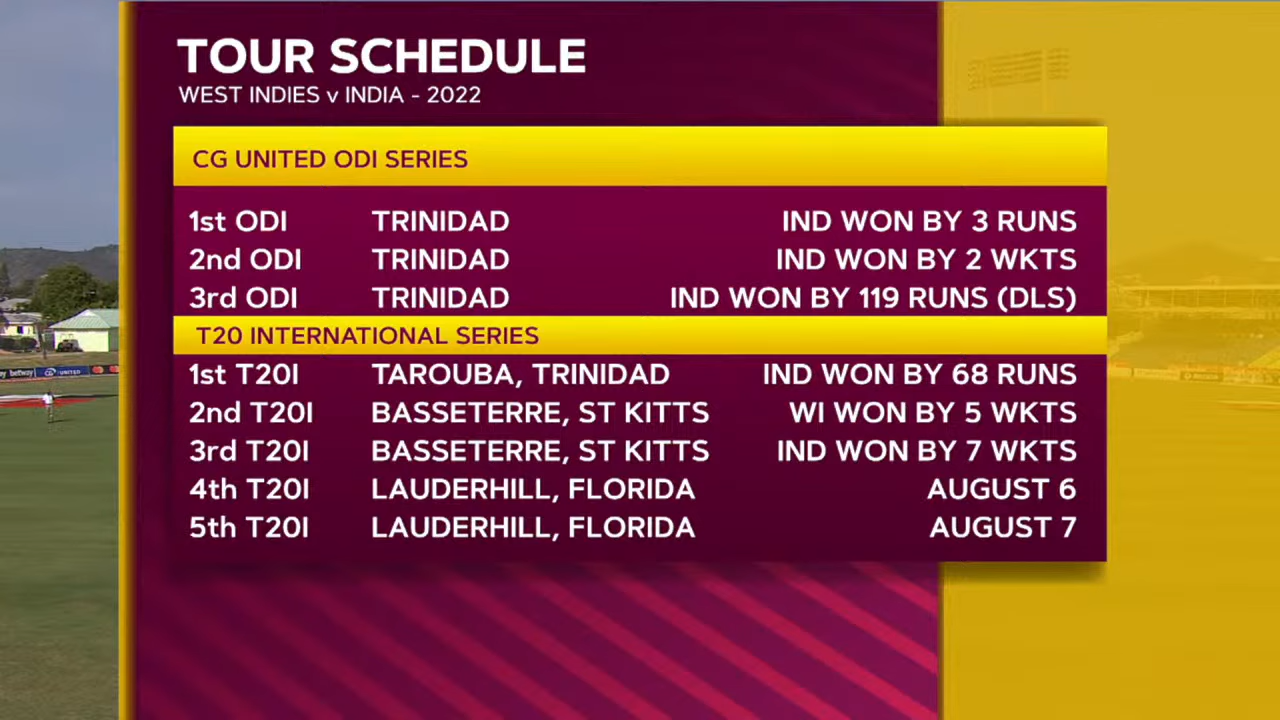 TOUR SCHEDULE
WEST INDIES v INDIA - 2022
CG UNITED ODI SERIES
1st ODI TRINIDAD IND WON BY 3 RUNS
2nd ODI TRINIDAD IND WON BY 2 WKTS
3rd ODI TRINIDAD IND WON BY 119 RUNS (DLS)
T20 INTERNATIONAL SERIES
1st T20I TAROUBA, TRINIDAD IND WON BY 68 RUNS
2nd T20I BASSETERRE, ST KITTS WI WON BY 5 WKTS
3rd T20I BASSETERRE, ST KITTS IND WON BY 7 WKTS
4th T20I LAUDERHILL, FLORIDA AUGUST 6
5th T20I LAUDERHILL, FLORIDA AUGUST 7